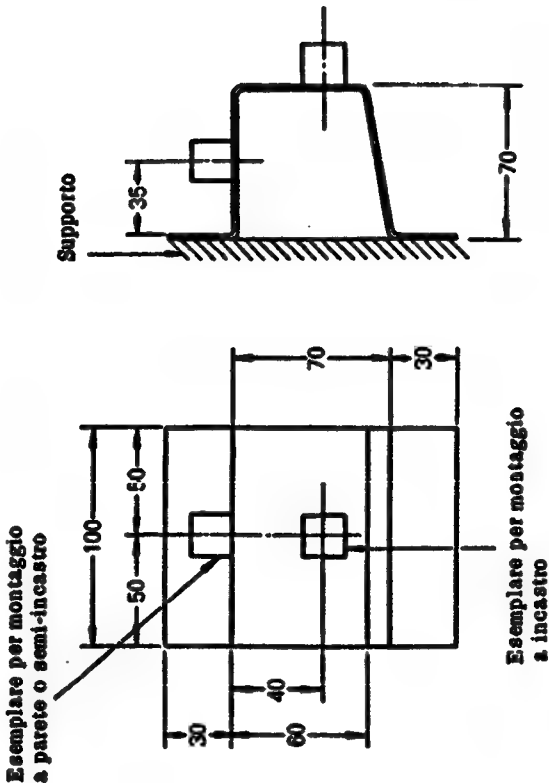 Supporto
35
70
Esemplare per montaggio
a parete o semi-incastro
100
50
50
30
40
60
70
30
Esemplare per montaggio
a incastro